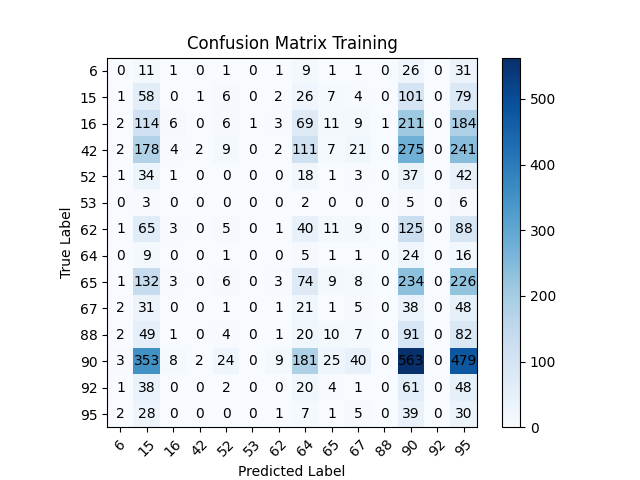 Confusion Matrix Training
6 0 11 1 0 1 0 1 9 1 1 0 26 0 31
15 1 58 0 1 6 0 2 26 7 4 0 101 0 79
16 2 114 6 0 6 1 3 69 11 9 1 211 0 184
42 2 178 4 2 9 0 2 111 7 21 0 275 0 241
52 1 34 1 0 0 0 0 18 1 3 0 37 0 42
53 0 3 0 0 0 0 0 2 0 0 0 5 0 6
62 1 65 3 0 5 0 1 40 11 9 0 125 0 88
64 0 9 0 0 1 0 0 5 1 1 0 24 0 16
65 1 132 3 0 6 0 3 74 9 8 0 234 0 226
67 2 31 0 0 1 0 1 21 1 5 0 38 0 48
88 2 49 1 0 4 0 1 20 10 7 0 91 0 82
90 3 353 8 2 24 0 9 181 25 40 0 563 0 479
92 1 38 0 0 2 0 0 20 4 1 0 61 0 48
95 2 28 0 0 0 0 1 7 1 5 0 39 0 30
6 15 16 42 52 53 62 64 65 67 88 90 92 95
Predicted Label
True Label
500
400
300
200
100
0